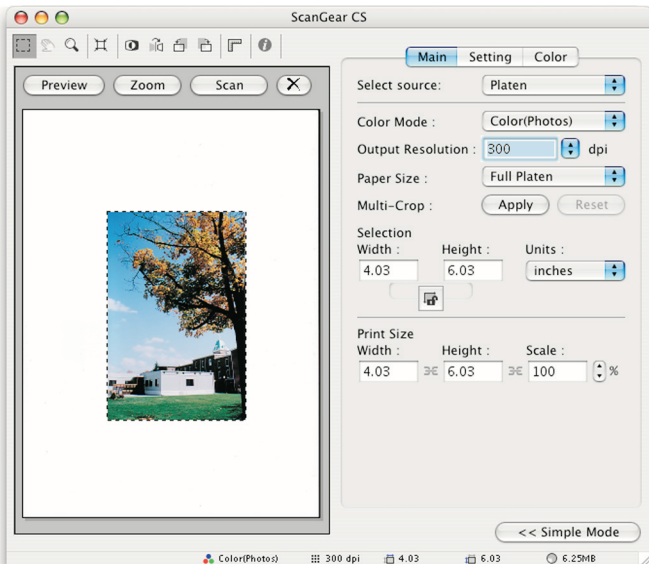 ScanGear CS
Preview Zoom Scan
Main Setting Color
Select source: Platen
Color Mode : Color(Photos)
Output Resolution : 300 dpi
Paper Size : Full Platen
Multi-Crop : Apply Reset
Selection
Width : Height : Units :
4.03 6.03 inches
Print Size
Width : Height : Scale :
4.03 6.03 100 %
<< Simple Mode
Color(Photos) 300 dpi 4.03 6.03 6.25MB